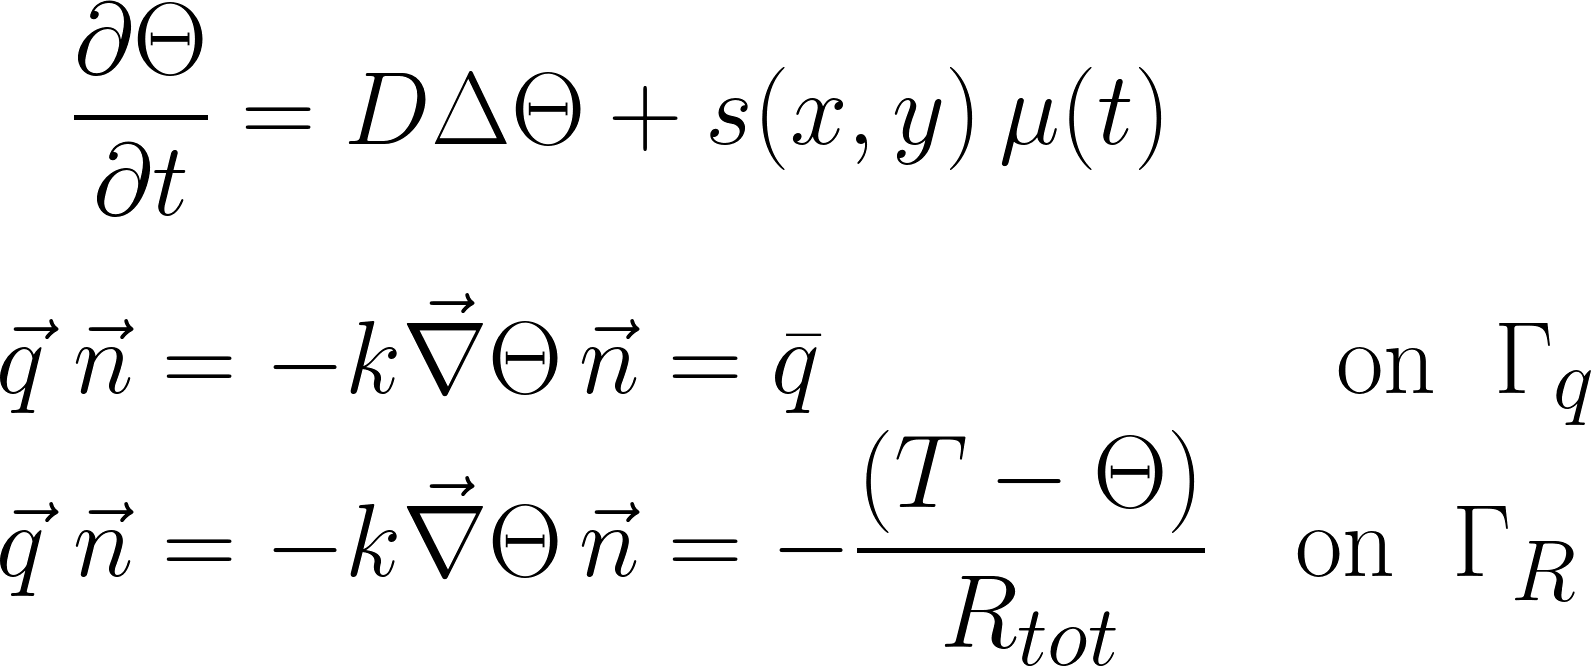 ∂Θ/∂t = DΔΘ + s(x, y) μ(t)
q⃗ n⃗ = −k∇⃗Θ n⃗ = q̄ on Γ_q
q⃗ n⃗ = −k∇⃗Θ n⃗ = −(T − Θ)/R_tot on Γ_R